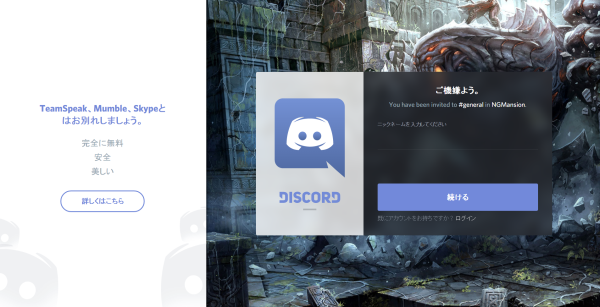 TeamSpeak、Mumble、Skypeと
はお別れしましょう。
完全に無料
安全
美しい
詳しくはこちら
DISCORD
ご機嫌よう。
You have been invited to #general in NGMansion.
ニックネームを入力してください
続ける
既にアカウントをお持ちですか？ ログイン